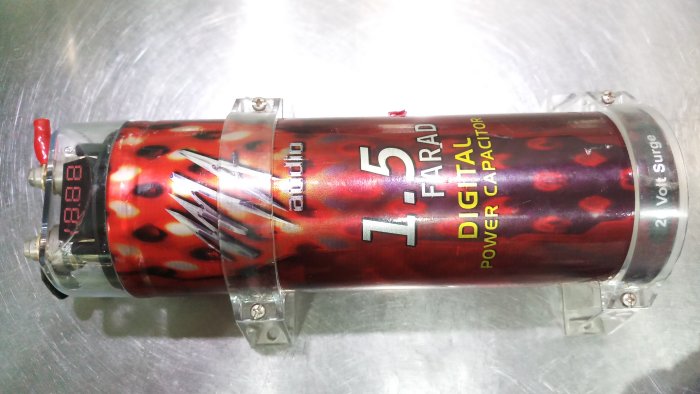 audio
1.5
FARAD
DIGITAL
POWER CAPACITOR
Volt Surge